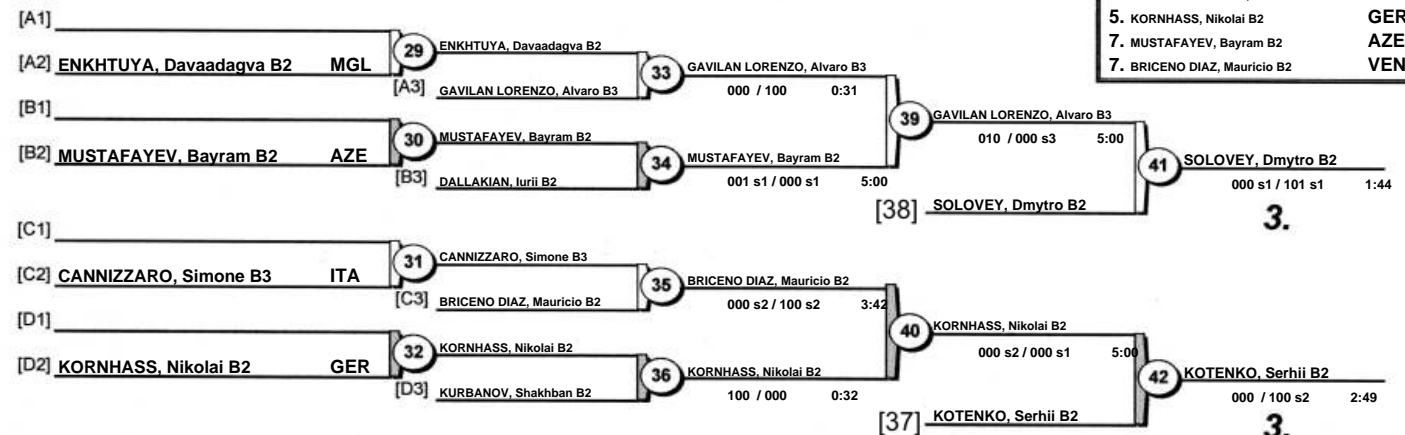 5. KORNHASS, Nikolai B2 GER
7. MUSTAFAYEV, Bayram B2 AZE
7. BRICENO DIAZ, Mauricio B2 VEN
[A1]
[A2] ENKHTUYA, Davaadagva B2 MGL
29
ENKHTUYA, Davaadagva B2
[A3]
GAVILAN LORENZO, Alvaro B3
33
GAVILAN LORENZO, Alvaro B3
000 / 100 0:31
[B1]
[B2] MUSTAFAYEV, Bayram B2 AZE
30
MUSTAFAYEV, Bayram B2
[B3]
DALLAKIAN, Iurii B2
34
MUSTAFAYEV, Bayram B2
001 s1 / 000 s1 5:00
39
GAVILAN LORENZO, Alvaro B3
010 / 000 s3 5:00
[38] SOLOVEY, Dmytro B2
41
SOLOVEY, Dmytro B2
000 s1 / 101 s1 1:44
3.
[C1]
[C2] CANNIZZARO, Simone B3 ITA
31
CANNIZZARO, Simone B3
[C3]
BRICENO DIAZ, Mauricio B2
35
BRICENO DIAZ, Mauricio B2
000 s2 / 100 s2 3:42
[D1]
[D2] KORNHASS, Nikolai B2 GER
32
KORNHASS, Nikolai B2
[D3]
KURBANOV, Shakhban B2
36
KORNHASS, Nikolai B2
100 / 000 0:32
40
KORNHASS, Nikolai B2
000 s2 / 000 s1 5:00
[37] KOTENKO, Serhii B2
42
KOTENKO, Serhii B2
000 / 100 s2 2:49
3.